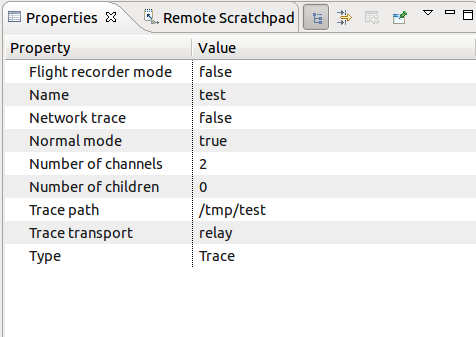 Properties Remote Scratchpad
Property Value
Flight recorder mode false
Name test
Network trace false
Normal mode true
Number of channels 2
Number of children 0
Trace path /tmp/test
Trace transport relay
Type Trace